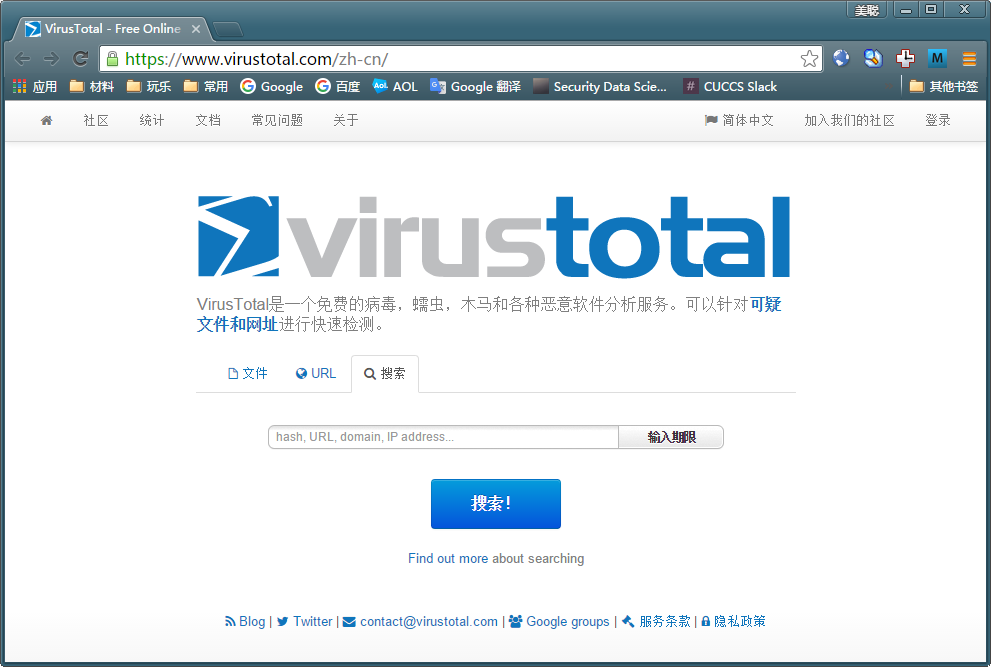 美聪
VirusTotal - Free Online
https://www.virustotal.com/zh-cn/
M
应用 材料 玩乐 常用 Google 百度 Aol. AOL Google 翻译 Security Data Scie... # CUCCS Slack 其他书签
社区 统计 文档 常见问题 关于 简体中文 加入我们的社区 登录
virustotal
VirusTotal是一个免费的病毒，蠕虫，木马和各种恶意软件分析服务。可以针对可疑
文件和网址进行快速检测。
文件 URL 搜索
hash, URL, domain, IP address... 输入期限
搜索！
Find out more about searching
Blog | Twitter | contact@virustotal.com | Google groups | 服务条款 | 隐私政策